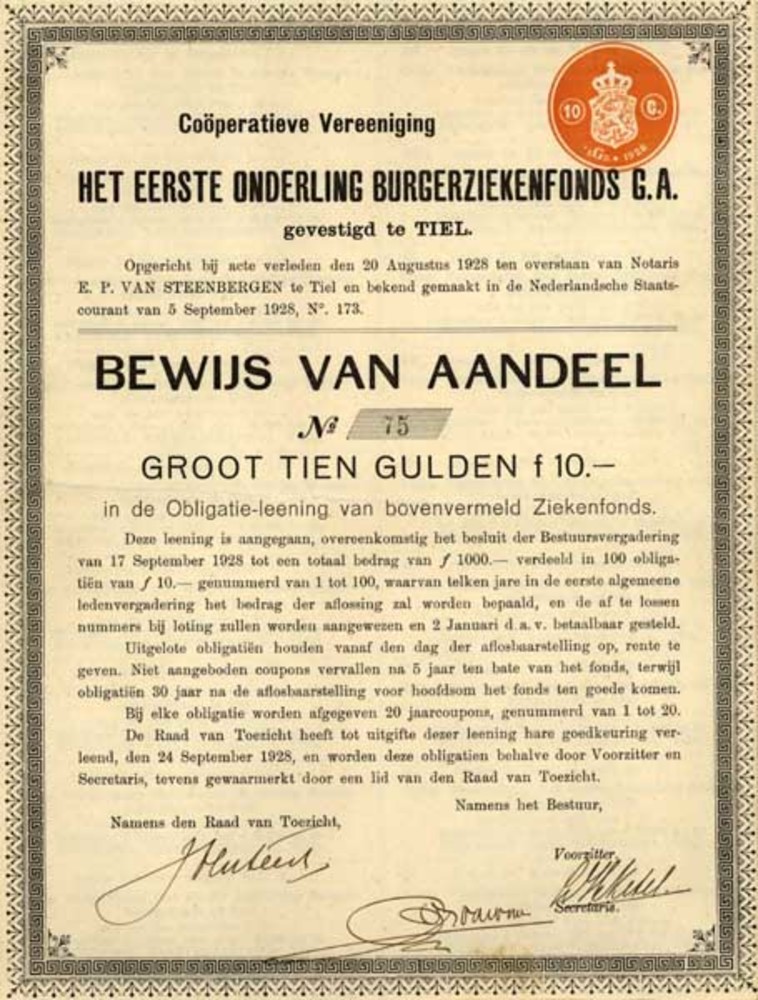 Coöperatieve Vereeniging
10 C.
1928
HET EERSTE ONDERLING BURGERZIEKENFONDS G.A.
gevestigd te TIEL.
Opgericht bij acte verleden den 20 Augustus 1928 ten overstaan van Notaris
E. P. VAN STEENBERGEN te Tiel en bekend gemaakt in de Nederlandsche Staats-
courant van 5 September 1928, Nº. 173.
BEWIJS VAN AANDEEL
Nº 75
GROOT TIEN GULDEN f 10.—
in de Obligatie-leening van bovenvermeld Ziekenfonds.
Deze leening is aangegaan, overeenkomstig het besluit der Bestuursvergadering
van 17 September 1928 tot een totaal bedrag van f 1000.— verdeeld in 100 obliga-
tiën van f 10.— genummerd van 1 tot 100, waarvan telken jare in de eerste algemeene
ledenvergadering het bedrag der aflossing zal worden bepaald, en de af te lossen
nummers bij loting zullen worden aangewezen en 2 Januari d.a.v. betaalbaar gesteld.
Uitgelote obligatiën houden vanaf den dag der aflosbaarstelling op, rente te
geven. Niet aangeboden coupons vervallen na 5 jaar ten bate van het fonds, terwijl
obligatiën 30 jaar na de aflosbaarstelling voor hoofdsom het fonds ten goede komen.
Bij elke obligatie worden afgegeven 20 jaarcoupons, genummerd van 1 tot 20.
De Raad van Toezicht heeft tot uitgifte dezer leening hare goedkeuring ver-
leend, den 24 September 1928, en worden deze obligatien behalve door Voorzitter en
Secretaris, tevens gewaarmerkt door een lid van den Raad van Toezicht.
Namens het Bestuur,
Namens den Raad van Toezicht,
Voorzitter.
Secretaris.